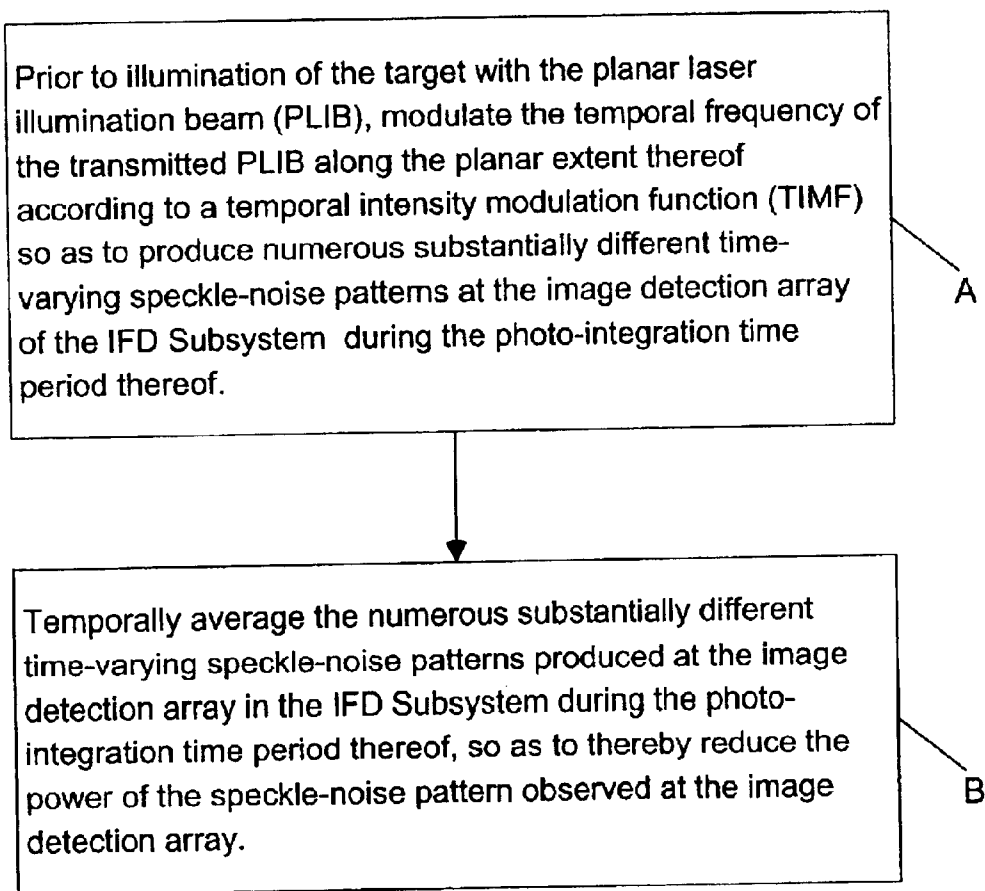 Prior to illumination of the target with the planar laser
illumination beam (PLIB), modulate the temporal frequency of
the transmitted PLIB along the planar extent thereof
according to a temporal intensity modulation function (TIMF)
so as to produce numerous substantially different time-
varying speckle-noise patterns at the image detection array
of the IFD Subsystem during the photo-integration time
period thereof.
A
Temporally average the numerous substantially different
time-varying speckle-noise patterns produced at the image
detection array in the IFD Subsystem during the photo-
integration time period thereof, so as to thereby reduce the
power of the speckle-noise pattern observed at the image
detection array.
B